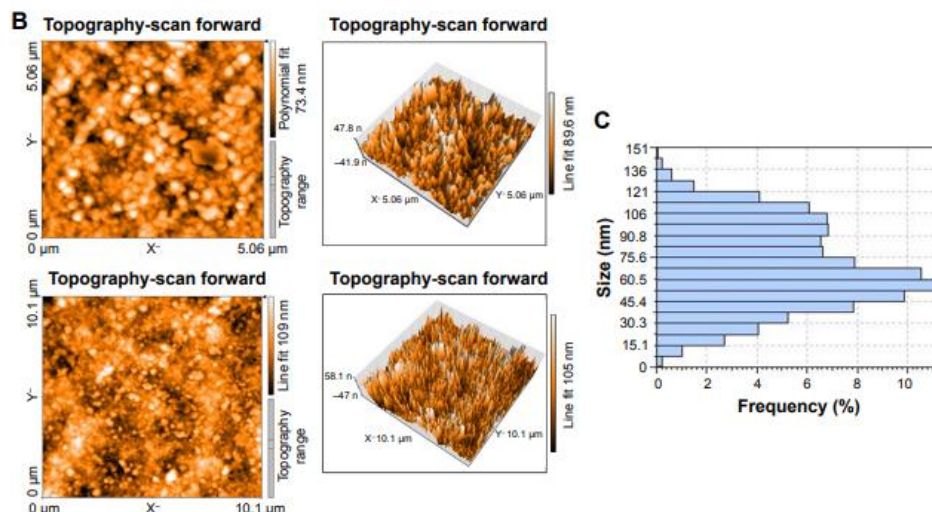 B
Topography-scan forward
5.06 µm
Y⁻
0 µm
0 µm
X⁻
5.06 µm
Polynomial fit
73.4 nm
Topography
range
Topography-scan forward
47.8 n
–41.9 n
X⁻ 5.06 µm
Y⁻ 5.06 µm
Line fit 89.6 nm
Topography-scan forward
10.1 µm
Y⁻
0 µm
0 µm
X⁻
10.1 µm
Line fit 109 nm
Topography
range
Topography-scan forward
58.1 n
–47 n
X⁻ 10.1 µm
Y⁻ 10.1 µm
Line fit 105 nm
C
Size (nm)
151
136
121
106
90.8
75.6
60.5
45.4
30.3
15.1
0
0 2 4 6 8 10
Frequency (%)